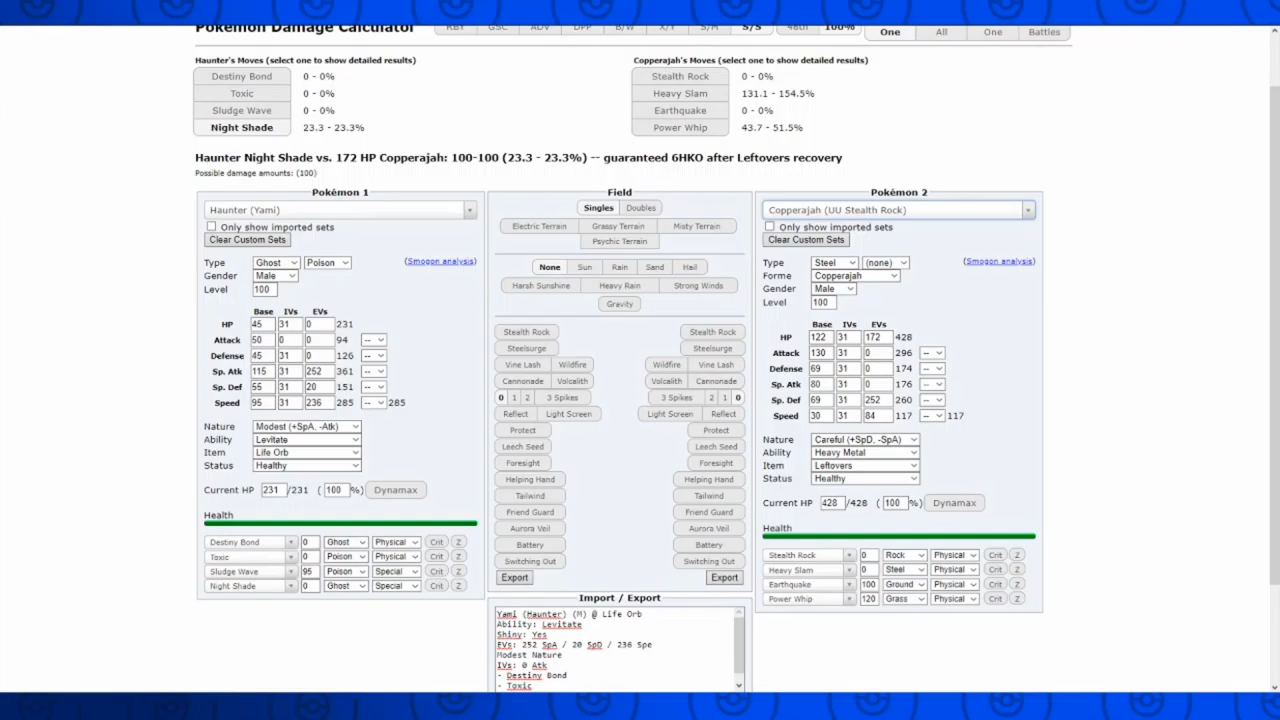 Pokémon Damage Calculator RBY GSC ADV DPP B/W X/Y S/M S/S 48th 100% One All One Battles
Haunter's Moves (select one to show detailed results)
Destiny Bond 0 - 0%
Toxic 0 - 0%
Sludge Wave 0 - 0%
Night Shade 23.3 - 23.3%
Copperajah's Moves (select one to show detailed results)
Stealth Rock 0 - 0%
Heavy Slam 131.1 - 154.5%
Earthquake 0 - 0%
Power Whip 43.7 - 51.5%
Haunter Night Shade vs. 172 HP Copperajah: 100-100 (23.3 - 23.3%) -- guaranteed 6HKO after Leftovers recovery
Possible damage amounts: (100)
Pokémon 1
Haunter (Yami)
Only show imported sets
Clear Custom Sets
Type Ghost Poison (Smogon analysis)
Gender Male
Level 100
Base IVs EVs
HP 45 31 0 231
Attack 50 0 0 94 --
Defense 45 31 0 126 --
Sp. Atk 115 31 252 361 --
Sp. Def 55 31 20 151 --
Speed 95 31 236 285 -- 285
Nature Modest (+SpA, -Atk)
Ability Levitate
Item Life Orb
Status Healthy
Current HP 231 /231 ( 100 %) Dynamax
Health
Destiny Bond 0 Ghost Physical Crit Z
Toxic 0 Poison Physical Crit Z
Sludge Wave 95 Poison Special Crit Z
Night Shade 0 Ghost Special Crit Z
Field
Singles Doubles
Electric Terrain Grassy Terrain Misty Terrain
Psychic Terrain
None Sun Rain Sand Hail
Harsh Sunshine Heavy Rain Strong Winds
Gravity
Stealth Rock Stealth Rock
Steelsurge Steelsurge
Vine Lash Wildfire Wildfire Vine Lash
Cannonade Volcalith Volcalith Cannonade
0 1 2 3 Spikes 3 Spikes 2 1 0
Reflect Light Screen Light Screen Reflect
Protect Protect
Leech Seed Leech Seed
Foresight Foresight
Helping Hand Helping Hand
Tailwind Tailwind
Friend Guard Friend Guard
Aurora Veil Aurora Veil
Battery Battery
Switching Out Switching Out
Export Export
Import / Export
Yami (Haunter) (M) @ Life Orb
Ability: Levitate
Shiny: Yes
EVs: 252 SpA / 20 SpD / 236 Spe
Modest Nature
IVs: 0 Atk
- Destiny Bond
- Toxic
Pokémon 2
Copperajah (UU Stealth Rock)
Only show imported sets
Clear Custom Sets
Type Steel (none) (Smogon analysis)
Forme Copperajah
Gender Male
Level 100
Base IVs EVs
HP 122 31 172 428
Attack 130 31 0 296 --
Defense 69 31 0 174 --
Sp. Atk 80 31 0 176 --
Sp. Def 69 31 252 260 --
Speed 30 31 84 117 -- 117
Nature Careful (+SpD, -SpA)
Ability Heavy Metal
Item Leftovers
Status Healthy
Current HP 428 /428 ( 100 %) Dynamax
Health
Stealth Rock 0 Rock Physical Crit Z
Heavy Slam 0 Steel Physical Crit Z
Earthquake 100 Ground Physical Crit Z
Power Whip 120 Grass Physical Crit Z